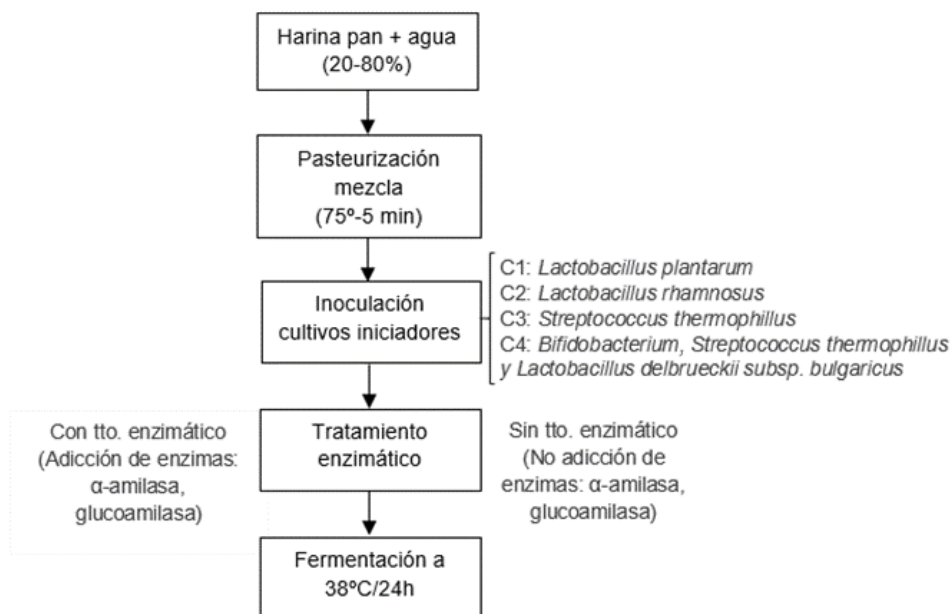 Harina pan + agua
(20-80%)
Pasteurización
mezcla
(75º-5 min)
Inoculación
cultivos iniciadores
C1: Lactobacillus plantarum
C2: Lactobacillus rhamnosus
C3: Streptococcus thermophillus
C4: Bifidobacterium, Streptococcus thermophillus
y Lactobacillus delbrueckii subsp. bulgaricus
Con tto. enzimático
(Adicción de enzimas:
α-amilasa,
glucoamilasa)
Tratamiento
enzimático
Sin tto. enzimático
(No adicción de
enzimas: α-amilasa,
glucoamilasa)
Fermentación a
38ºC/24h